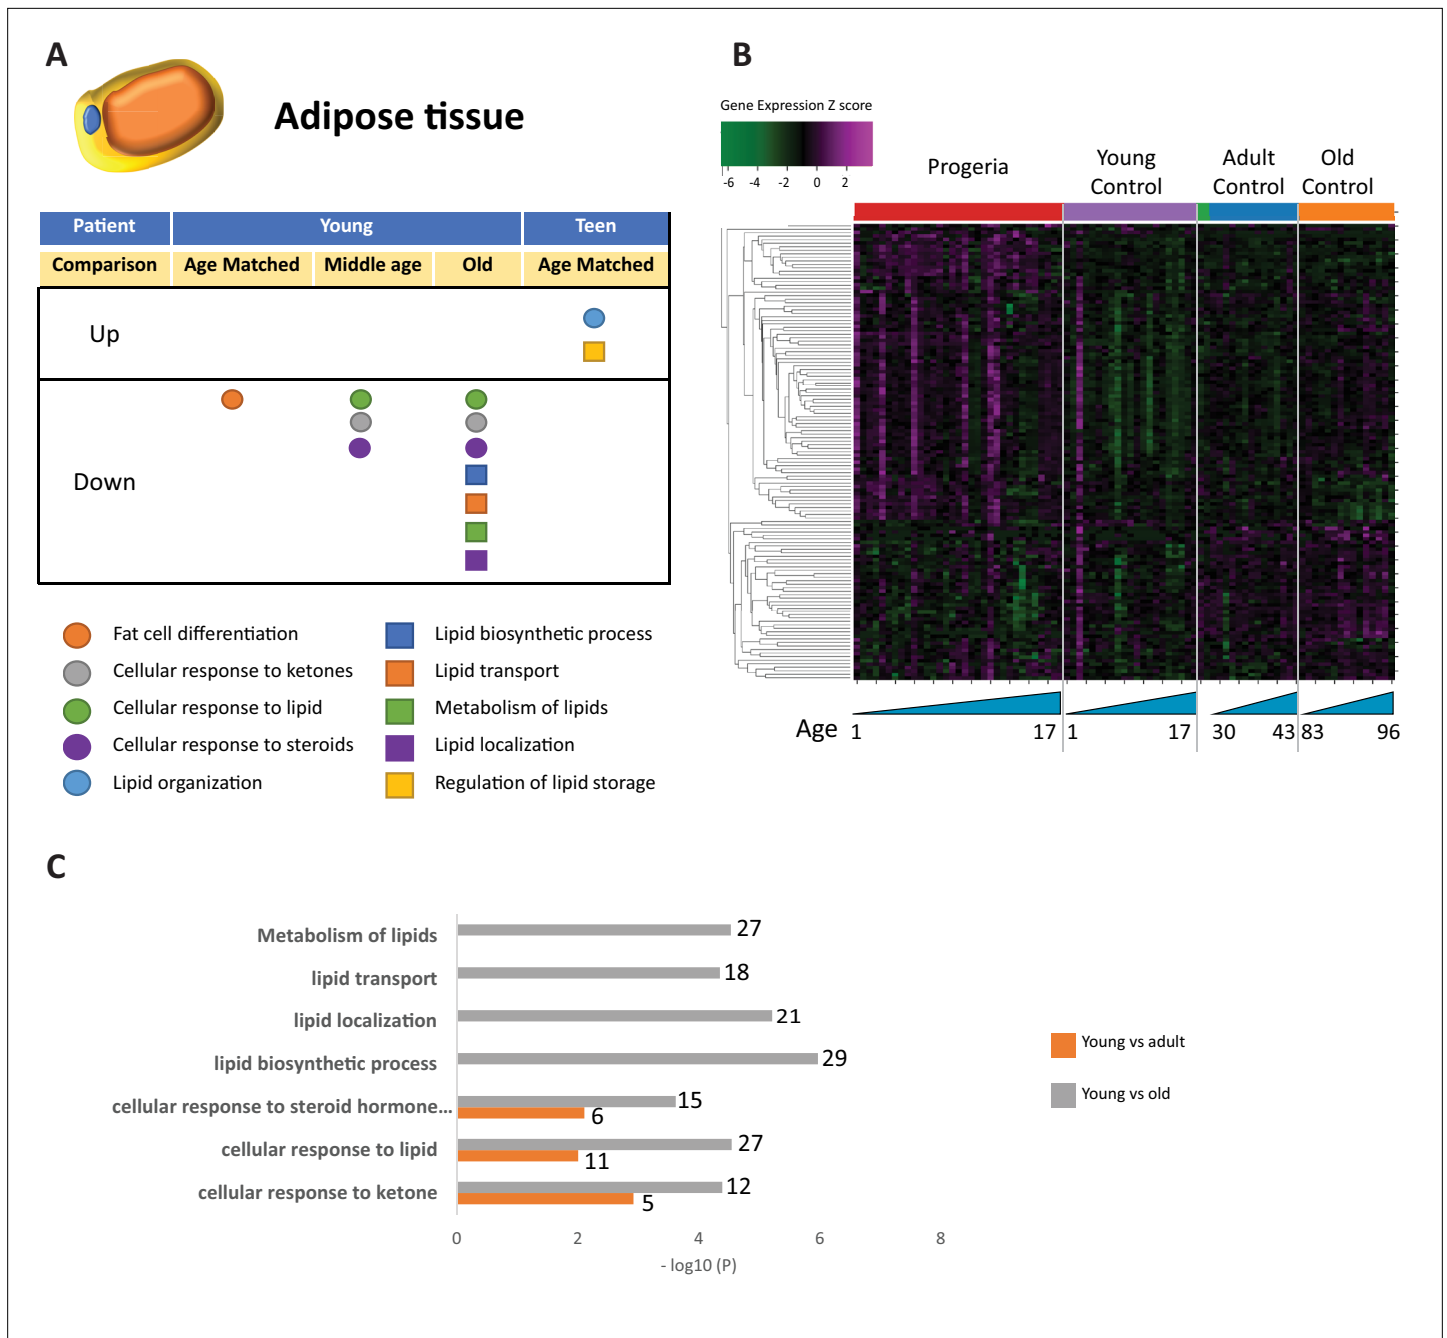 A
Adipose tissue
Patient Young Teen
Comparison Age Matched Middle age Old Age Matched
Up
Down
Fat cell differentiation
Cellular response to ketones
Cellular response to lipid
Cellular response to steroids
Lipid organization
Lipid biosynthetic process
Lipid transport
Metabolism of lipids
Lipid localization
Regulation of lipid storage
B
Gene Expression Z score
-6 -4 -2 0 2
Progeria
Young
Control
Adult
Control
Old
Control
Age 1 17 1 17 30 43 83 96
C
Metabolism of lipids 27
lipid transport 18
lipid localization 21
lipid biosynthetic process 29
cellular response to steroid hormone... 15
6
cellular response to lipid 27
11
cellular response to ketone 12
5
0 2 4 6 8
- log10 (P)
Young vs adult
Young vs old